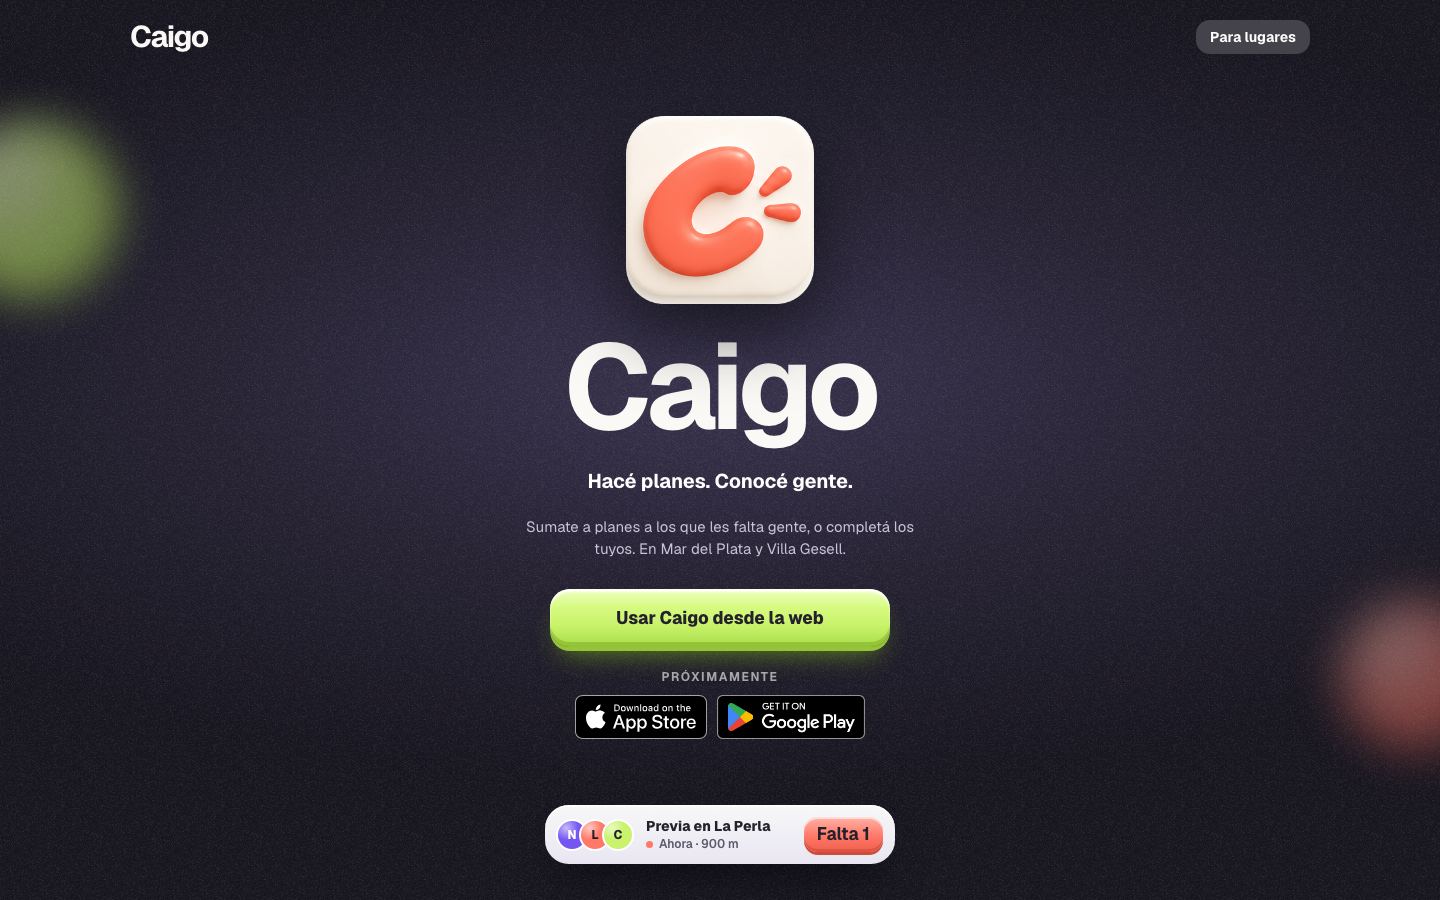 Caigo
Para lugares
Caigo
Hacé planes. Conocé gente.
Sumate a planes a los que les falta gente, o completá los
tuyos. En Mar del Plata y Villa Gesell.
Usar Caigo desde la web
PRÓXIMAMENTE
Download on the
App Store
GET IT ON
Google Play
N L C
Previa en La Perla
Ahora · 900 m
Falta 1